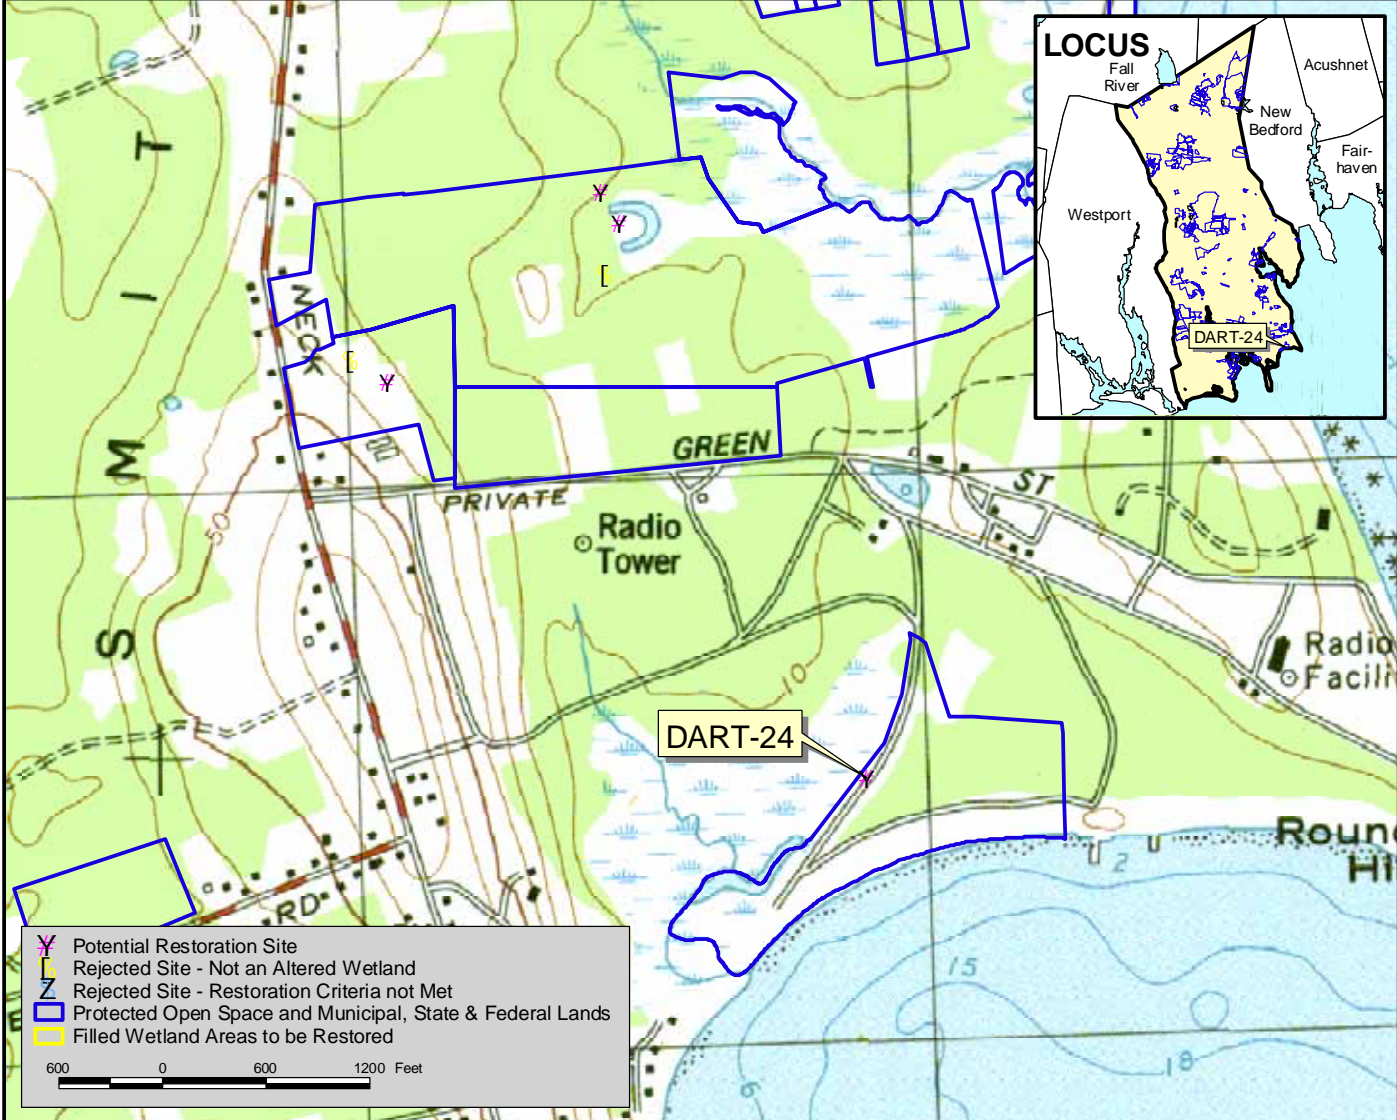 LOCUS
Fall
River
Acushnet
New
Bedford
Fair-
haven
Westport
DART-24
SMIT
NECK
50
GREEN
ST
PRIVATE
Radio
Tower
10
Radio
DART-24
Roun
2
RD
15
18
6
Potential Restoration Site
Rejected Site - Not an Altered Wetland
Rejected Site - Restoration Criteria not Met
Protected Open Space and Municipal, State & Federal Lands
Filled Wetland Areas to be Restored
600 0 600 1200 Feet